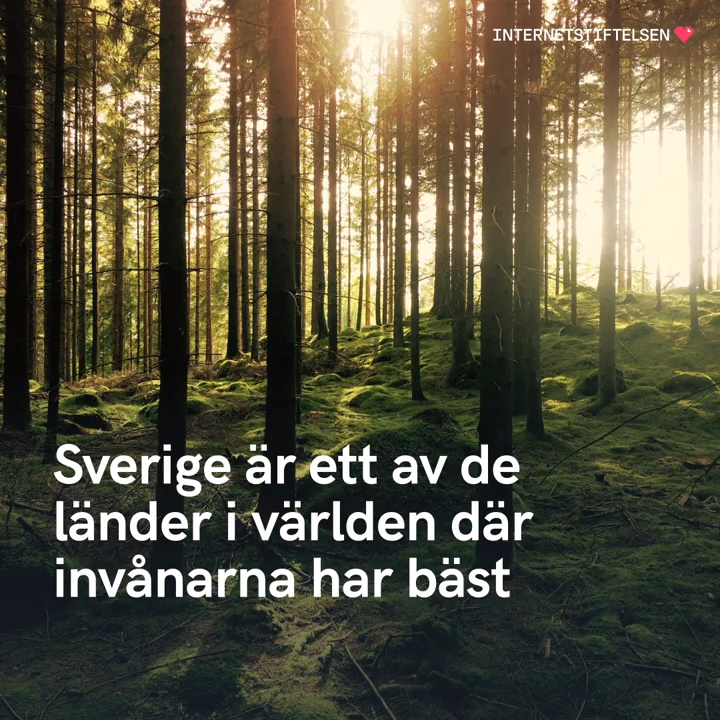 INTERNETSTIFTELSEN
Sverige är ett av de
länder i världen där
invånarna har bäst